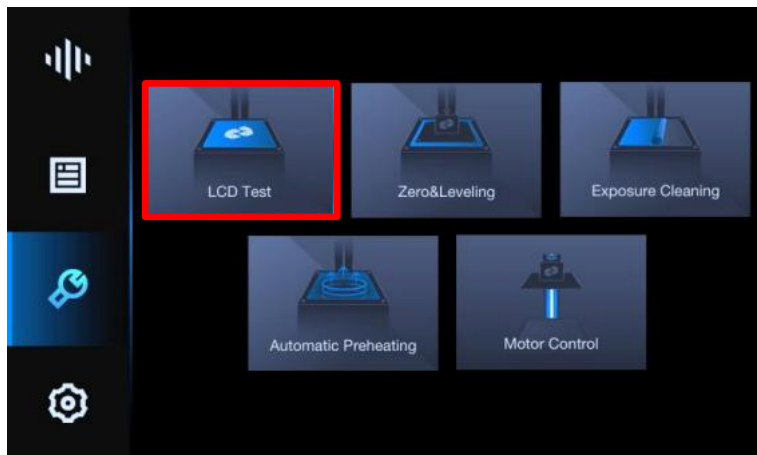 LCD Test
Zero&Leveling
Exposure Cleaning
Automatic Preheating
Motor Control